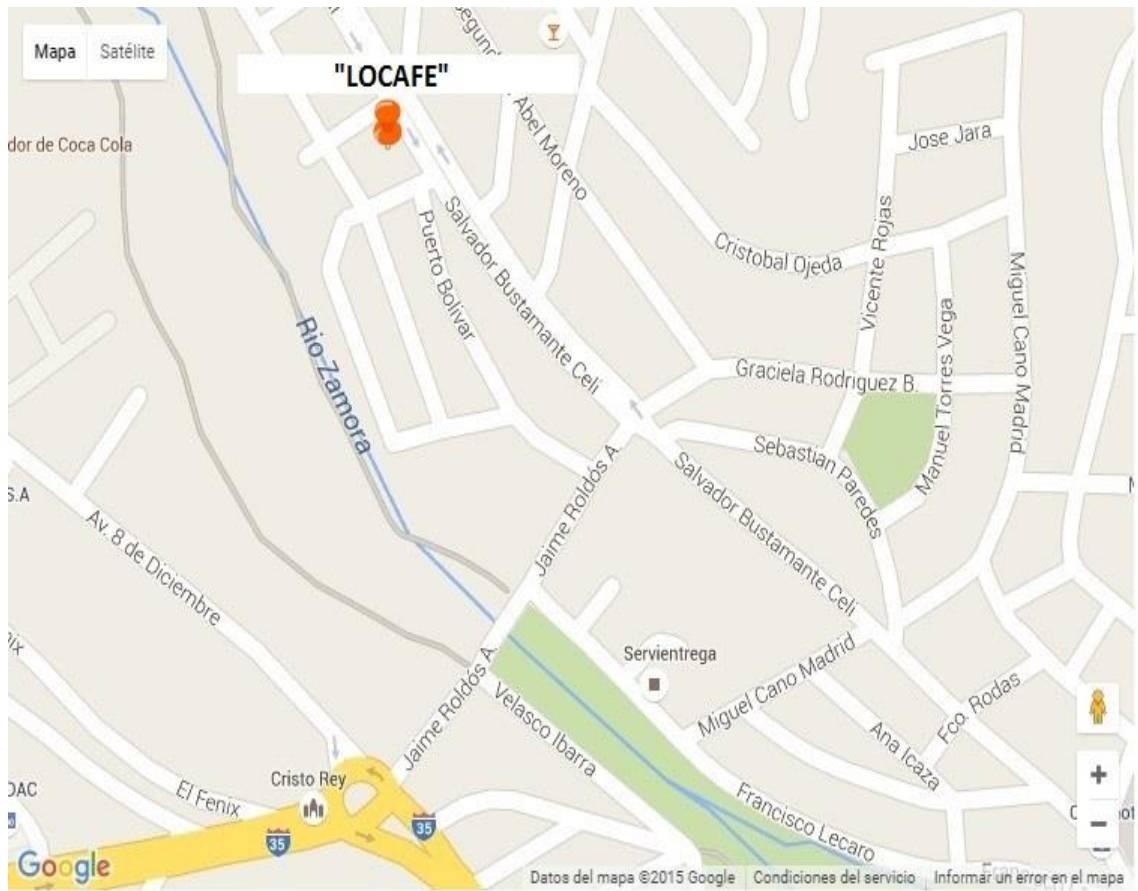 Mapa
Satélite
"LOCAFE"
Abel Moreno
dor de Coca Cola
Jose Jara
Salvador Bustamante Celi
Puerto Bolivar
Cristobal Ojeda
Vicente Rojas
Miguel Cano Madrid
Manuel Torres Vega
Rio Zamora
Graciela Rodriguez B.
Sebastian Paredes
S.A
Jaime Roldós A.
Salvador Bustamante Celi
Av. 8 de Diciembre
Servientrega
Miguel Cano Madrid
Jaime Roldós A.
Velasco Ibarra
Fco. Rodas
Ana Icaza
Cristo Rey
El Fenix
DAC
35
35
Francisco Lecaro
+
−
Google
Datos del mapa ©2015 Google
Condiciones del servicio
Informar un error en el mapa